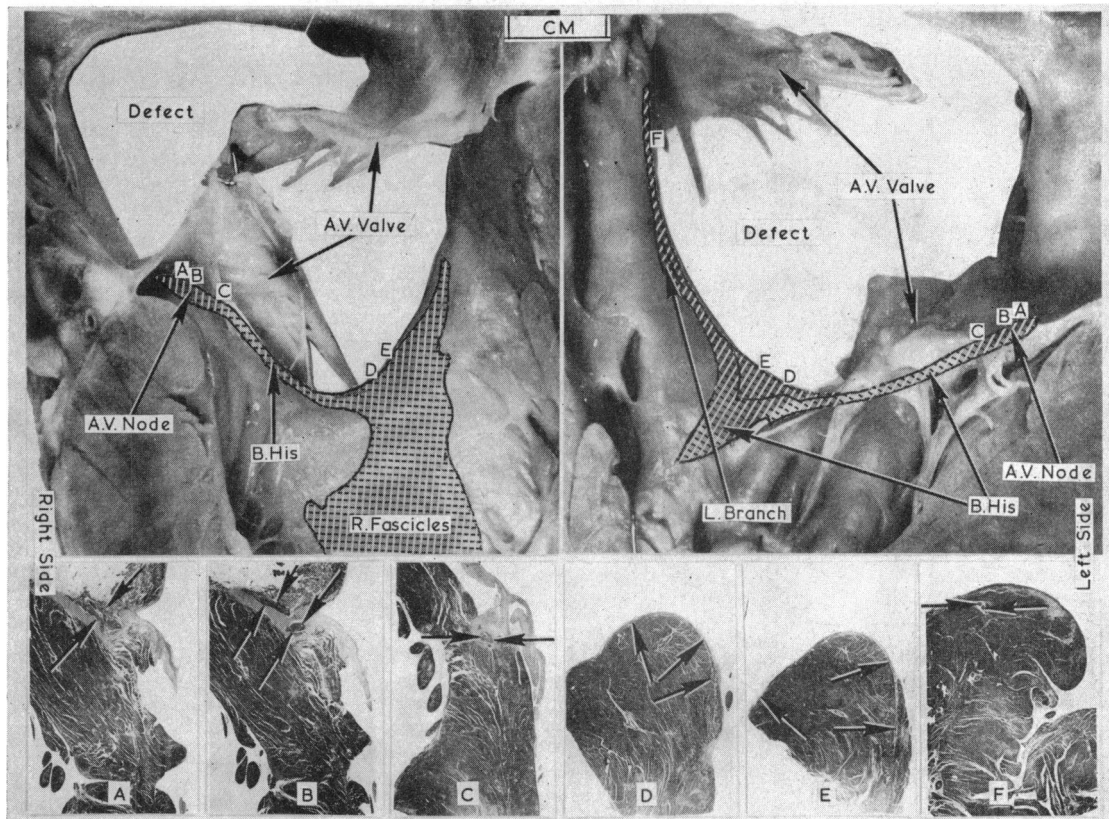 CM
Defect
A.V. Valve
A
B
C
D
E
A.V. Node
B.His
R.Fascicles
Right Side
F
A.V. Valve
Defect
A
B
C
E
D
L.Branch
B.His
A.V. Node
Left Side
A
B
C
D
E
F